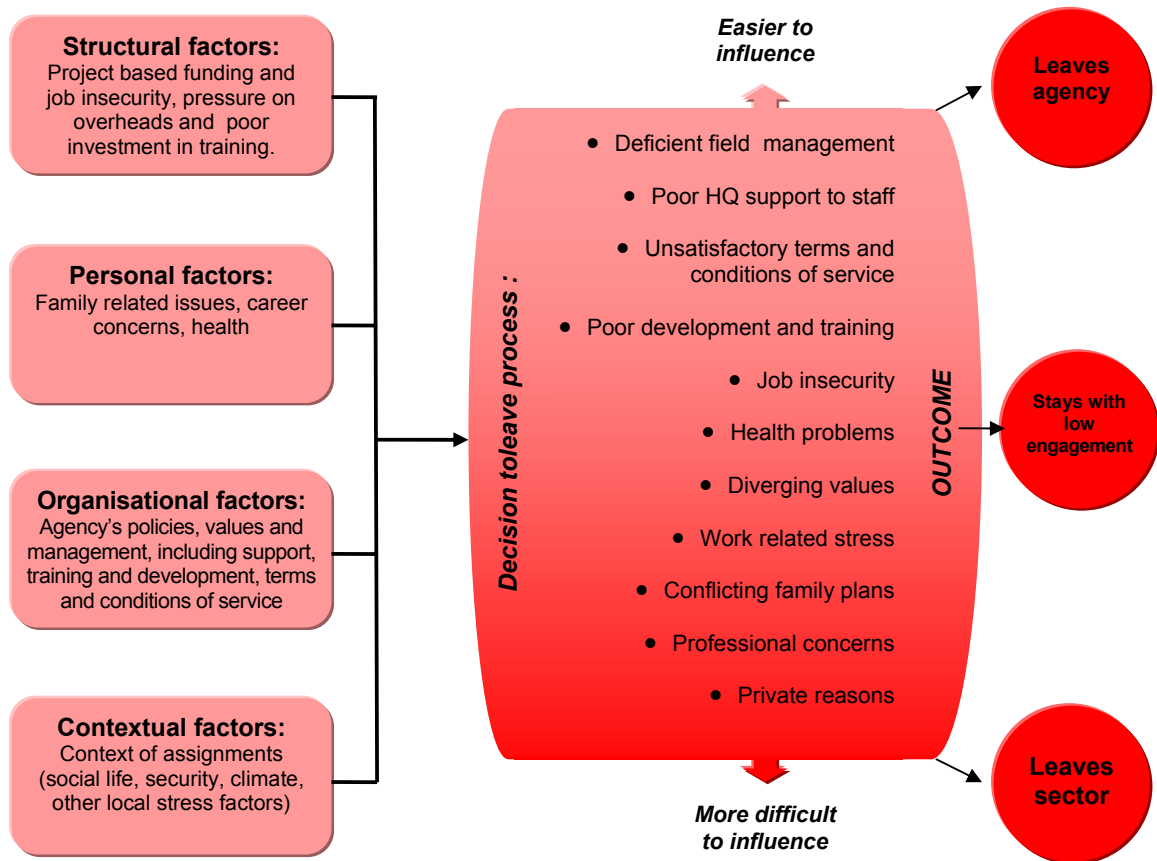 Structural factors:
Project based funding and
job insecurity, pressure on
overheads and poor
investment in training.
Personal factors:
Family related issues, career
concerns, health
Organisational factors:
Agency's policies, values and
management, including support,
training and development, terms
and conditions of service
Contextual factors:
Context of assignments
(social life, security, climate,
other local stress factors)
Easier to
influence
Decision toleave process :
• Deficient field management
• Poor HQ support to staff
• Unsatisfactory terms and
conditions of service
• Poor development and training
• Job insecurity
• Health problems
• Diverging values
• Work related stress
• Conflicting family plans
• Professional concerns
• Private reasons
More difficult
to influence
OUTCOME
Leaves
agency
Stays with
low
engagement
Leaves
sector